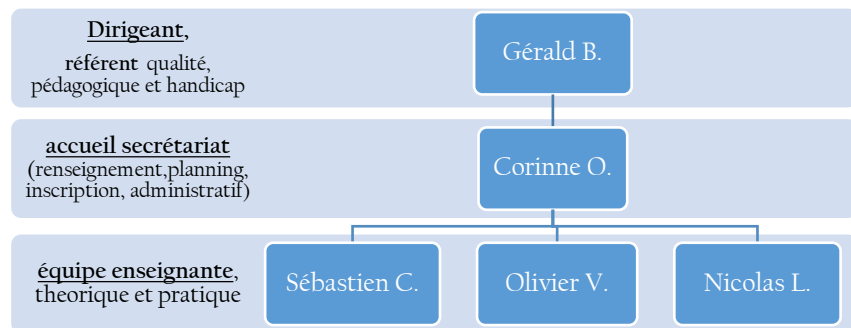 Dirigeant,
référent qualité,
pédagogique et handicap
Gérald B.
accueil secrétariat
(renseignement,planning,
inscription, administratif)
Corinne O.
équipe enseignante,
theorique et pratique
Sébastien C.
Olivier V.
Nicolas L.